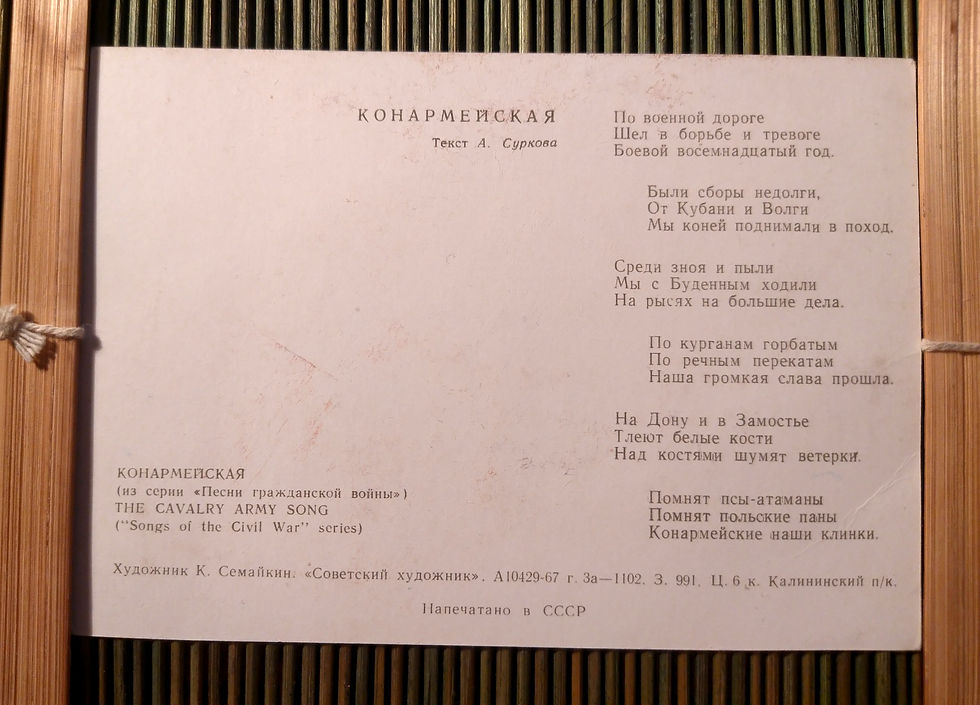 КОНАРМЕЙСКАЯ
Текст А. Суркова
По военной дороге
Шел в борьбе и тревоге
Боевой восемнадцатый год.
Были сборы недолги,
От Кубани и Волги
Мы коней поднимали в поход.
Среди зноя и пыли
Мы с Буденным ходили
На рысях на большие дела.
По курганам горбатым
По речным перекатам
Наша громкая слава прошла.
На Дону и в Замостье
Тлеют белые кости
Над костями шумят ветерки.
Помнят псы-атаманы
Помнят польские паны
Конармейские наши клинки.
КОНАРМЕЙСКАЯ
(из серии «Песни гражданской войны»)
THE CAVALRY ARMY SONG
("Songs of the Civil War" series)
Художник К. Семайкин. «Советский художник». А10429-67 г. За—1102. З. 991. Ц. 6 к. Калининский п/к.
Напечатано в СССР